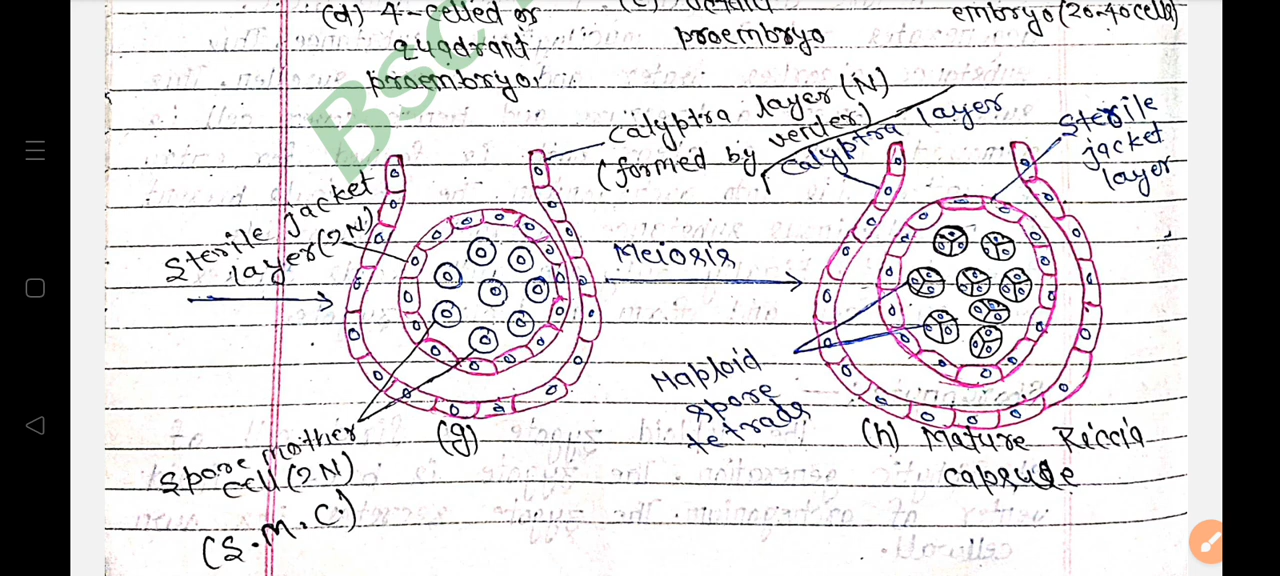 (d) 4-celled or
quadrant
proembryo.
proembryo
embryo (20-40 cells)
BSC
Calyptra layer (N)
(formed by venter)
Calyptra layer
Sterile
jacket
layer
Sterile jacket
layer (2N)
Meiosis
Haploid
spore
tetrads
Spore mother
cell (2N)
(S.M.C.)
(g)
(h) Mature Riccia
capsule